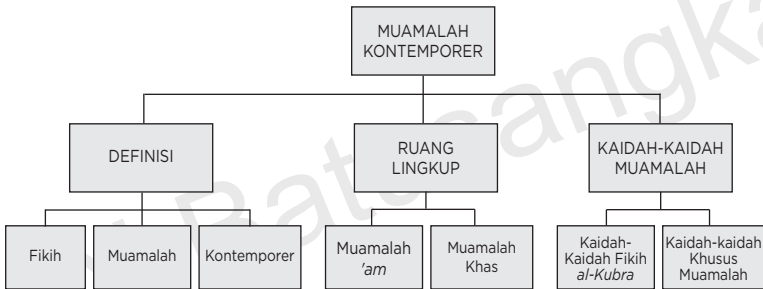 MUAMALAH
KONTEMPORER
DEFINISI
RUANG
LINGKUP
KAIDAH-KAIDAH
MUAMALAH
Fikih
Muamalah
Kontemporer
Muamalah
'am
Muamalah
Khas
Kaidah-
Kaidah Fikih
al-Kubra
Kaidah-kaidah
Khusus
Muamalah